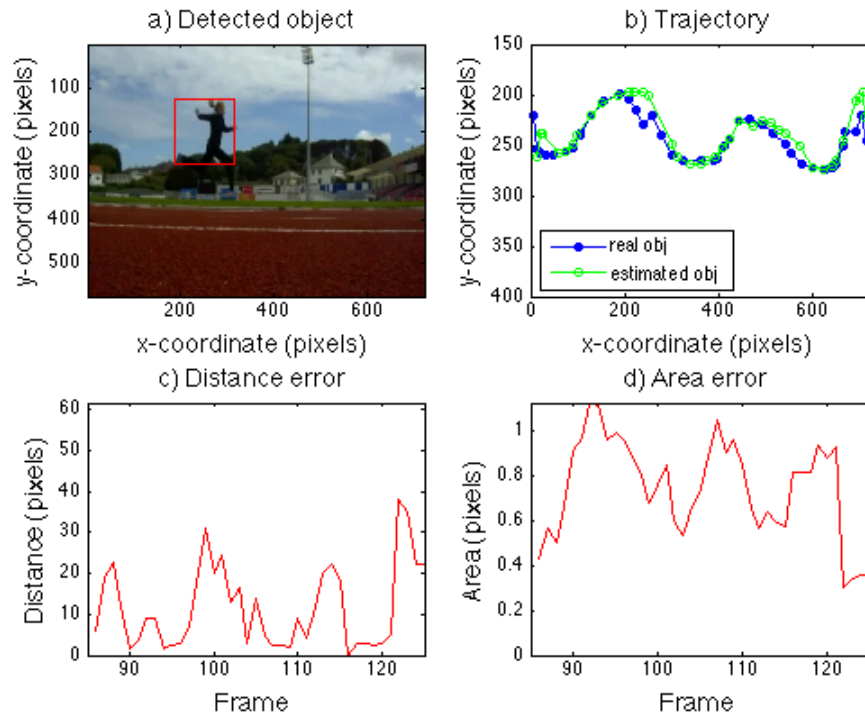 a) Detected object
100
200
300
400
500
y-coordinate (pixels)
200 400 600
x-coordinate (pixels)
b) Trajectory
150
200
250
300
350
400
y-coordinate (pixels)
real obj
estimated obj
0 200 400 600
x-coordinate (pixels)
c) Distance error
60
50
40
30
20
10
0
Distance (pixels)
90 100 110 120
Frame
d) Area error
1
0.8
0.6
0.4
0.2
0
Area (pixels)
90 100 110 120
Frame